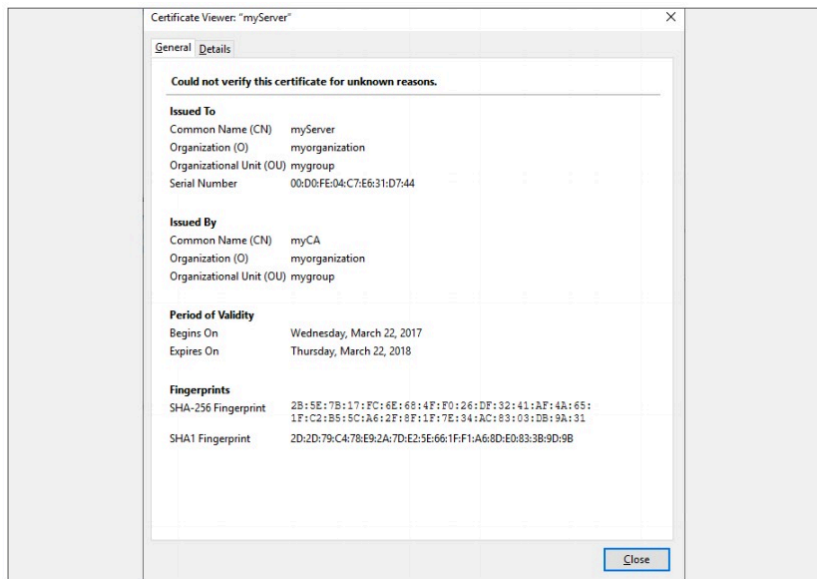 Certificate Viewer: "myServer"
General Details
Could not verify this certificate for unknown reasons.
Issued To
Common Name (CN) myServer
Organization (O) myorganization
Organizational Unit (OU) mygroup
Serial Number 00:D0:FE:04:C7:E6:31:D7:44
Issued By
Common Name (CN) myCA
Organization (O) myorganization
Organizational Unit (OU) mygroup
Period of Validity
Begins On Wednesday, March 22, 2017
Expires On Thursday, March 22, 2018
Fingerprints
SHA-256 Fingerprint 2B:5E:7B:17:FC:6E:68:4F:F0:26:DF:32:41:AF:4A:65:
1F:C2:B5:5C:A6:2F:8F:1F:7E:34:AC:83:03:DB:9A:31
SHA1 Fingerprint 2D:2D:79:C4:78:E9:2A:7D:E2:5E:66:1F:F1:A6:8D:E0:83:3B:9D:9B
Close